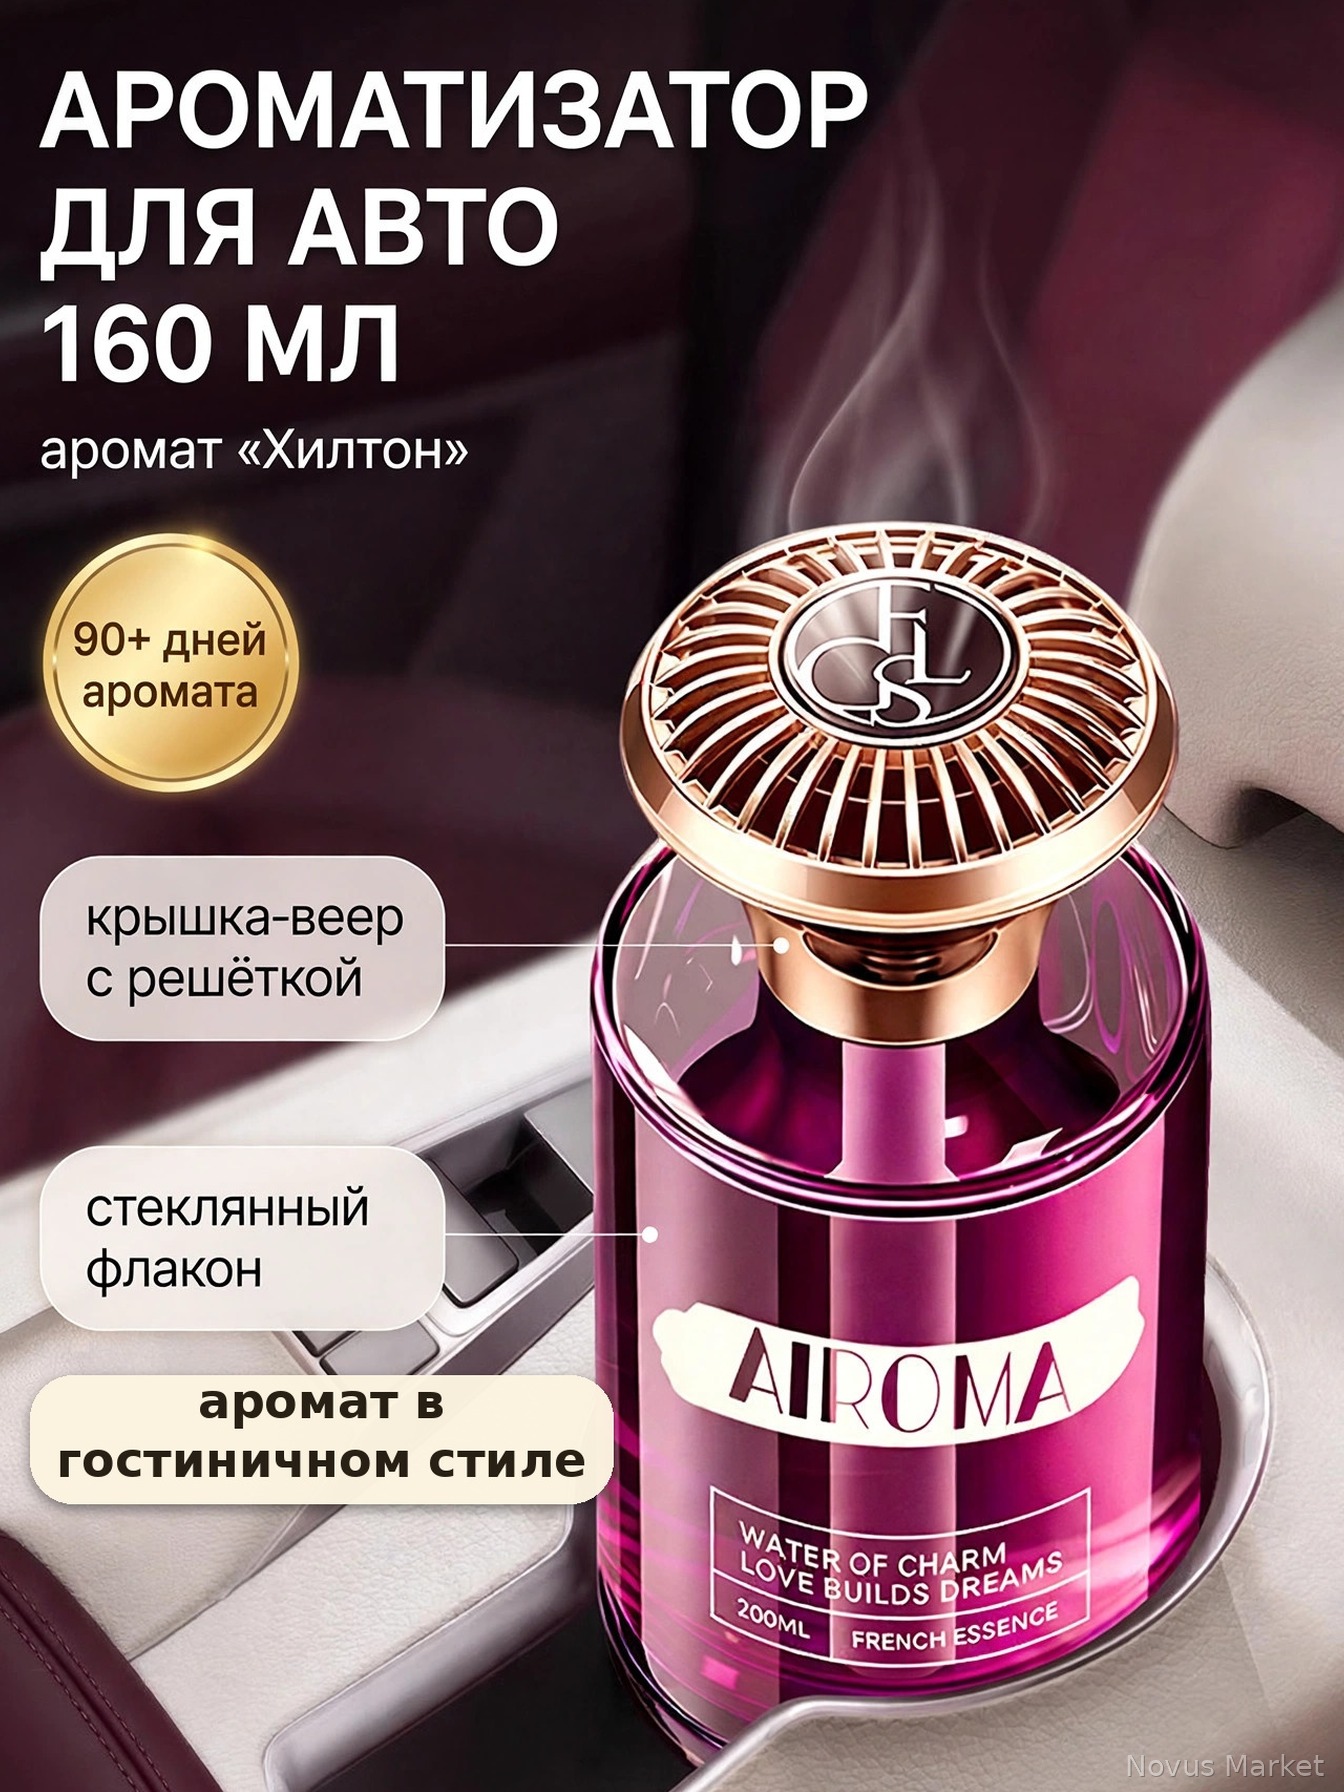 АРОМАТИЗАТОР
ДЛЯ АВТО
160 МЛ
аромат «Хилтон»
90+ дней
аромата
крышка-веер
с решёткой
стеклянный
флакон
аромат в
гостиничном стиле
AIROMA
WATER OF CHARM
LOVE BUILDS DREAMS
200ML
FRENCH ESSENCE
Novus Market